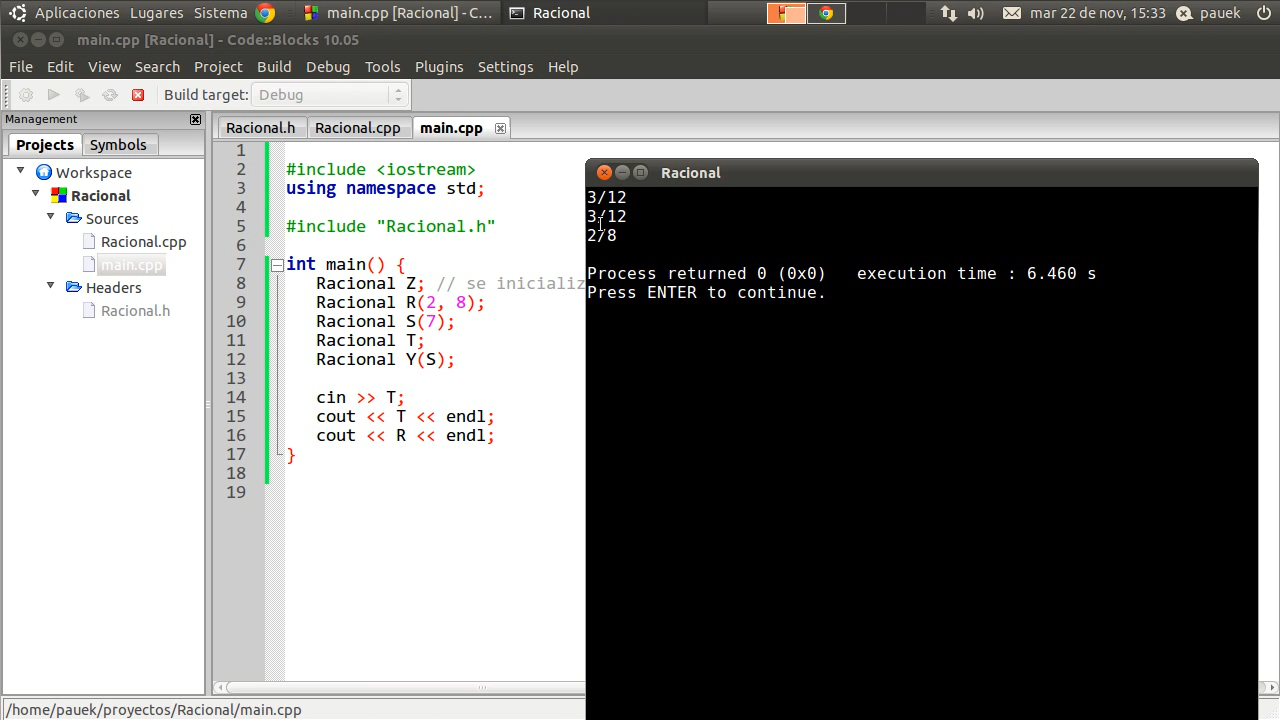 Aplicaciones Lugares Sistema main.cpp [Racional] - C... Racional mar 22 de nov, 15:33 pauek
main.cpp [Racional] - Code::Blocks 10.05
File Edit View Search Project Build Debug Tools Plugins Settings Help
Build target: Debug
Management
Projects Symbols
Workspace
Racional
Sources
Racional.cpp
main.cpp
Headers
Racional.h
Racional.h Racional.cpp main.cpp
1
2 #include <iostream>
3 using namespace std;
4
5 #include "Racional.h"
6
7 int main() {
8 Racional Z; // se inicializ
9 Racional R(2, 8);
10 Racional S(7);
11 Racional T;
12 Racional Y(S);
13
14 cin >> T;
15 cout << T << endl;
16 cout << R << endl;
17 }
18
19
Racional
3/12
3/12
2/8
Process returned 0 (0x0) execution time : 6.460 s
Press ENTER to continue.
/home/pauek/proyectos/Racional/main.cpp